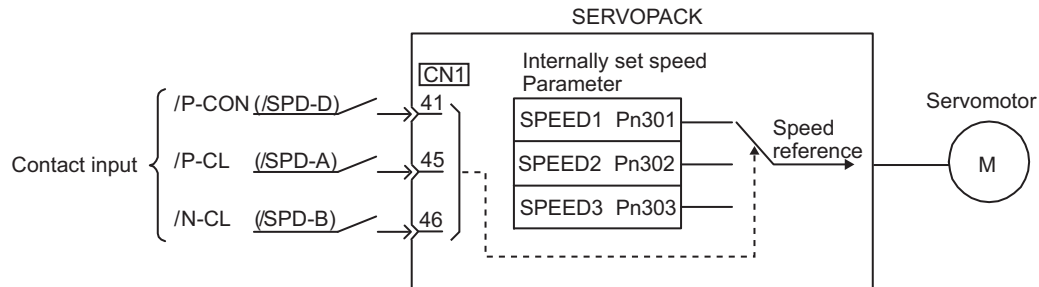 SERVOPACK
CN1
Internally set speed
Parameter
Contact input
/P-CON (/SPD-D)
41
/P-CL (/SPD-A)
45
/N-CL (/SPD-B)
46
SPEED1 Pn301
SPEED2 Pn302
SPEED3 Pn303
Speed
reference
Servomotor
M